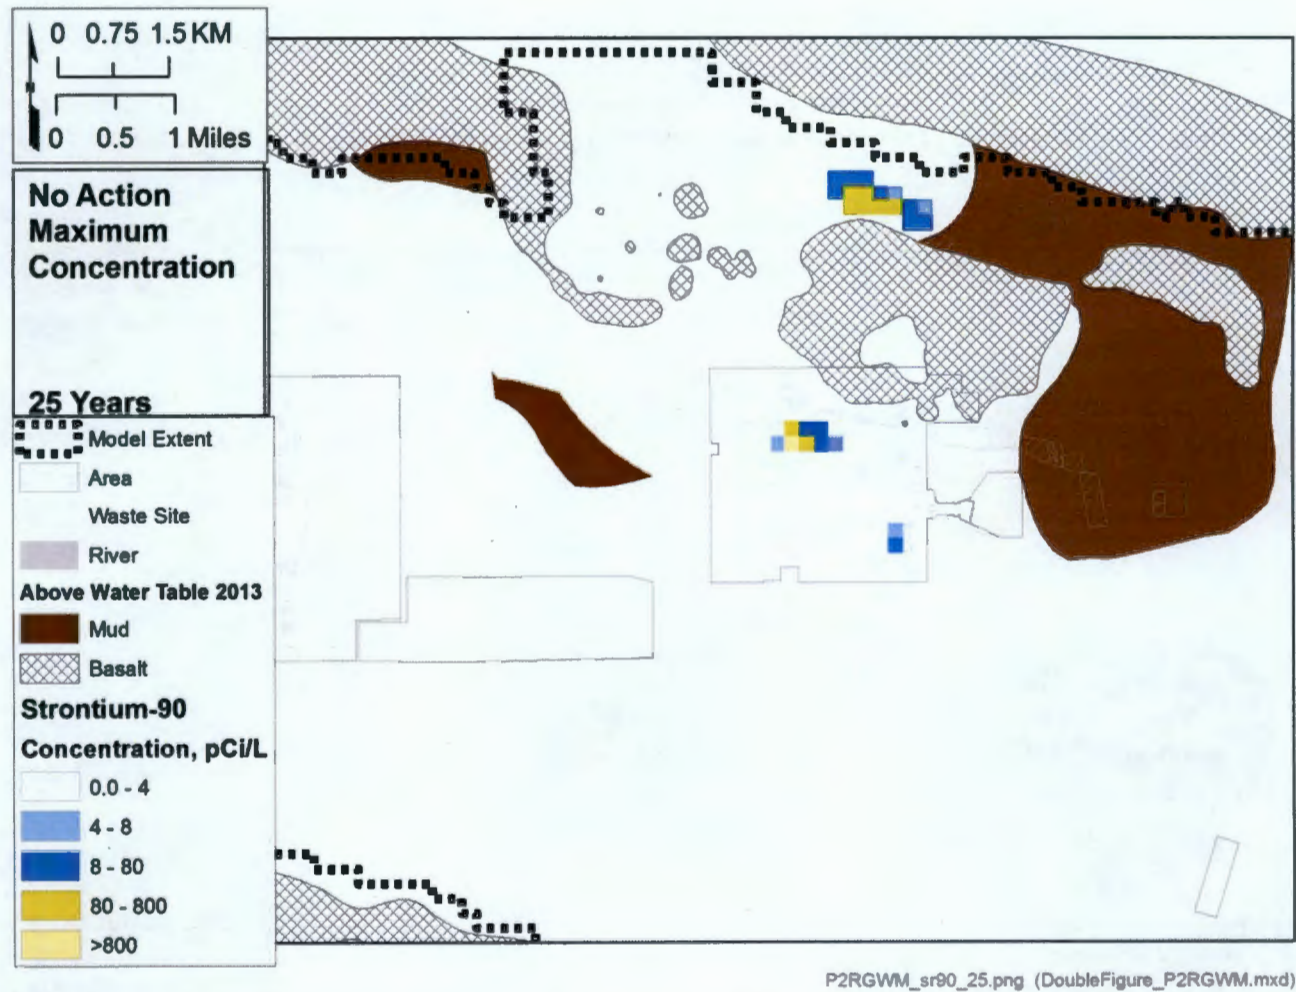 0 0.75 1.5 KM
0 0.5 1 Miles
No Action
Maximum
Concentration
25 Years
Model Extent
Area
Waste Site
River
Above Water Table 2013
Mud
Basalt
Strontium-90
Concentration, pCi/L
0.0 - 4
4 - 8
8 - 80
80 - 800
>800
P2RGWM_sr90_25.png (DoubleFigure_P2RGWM.mxd)